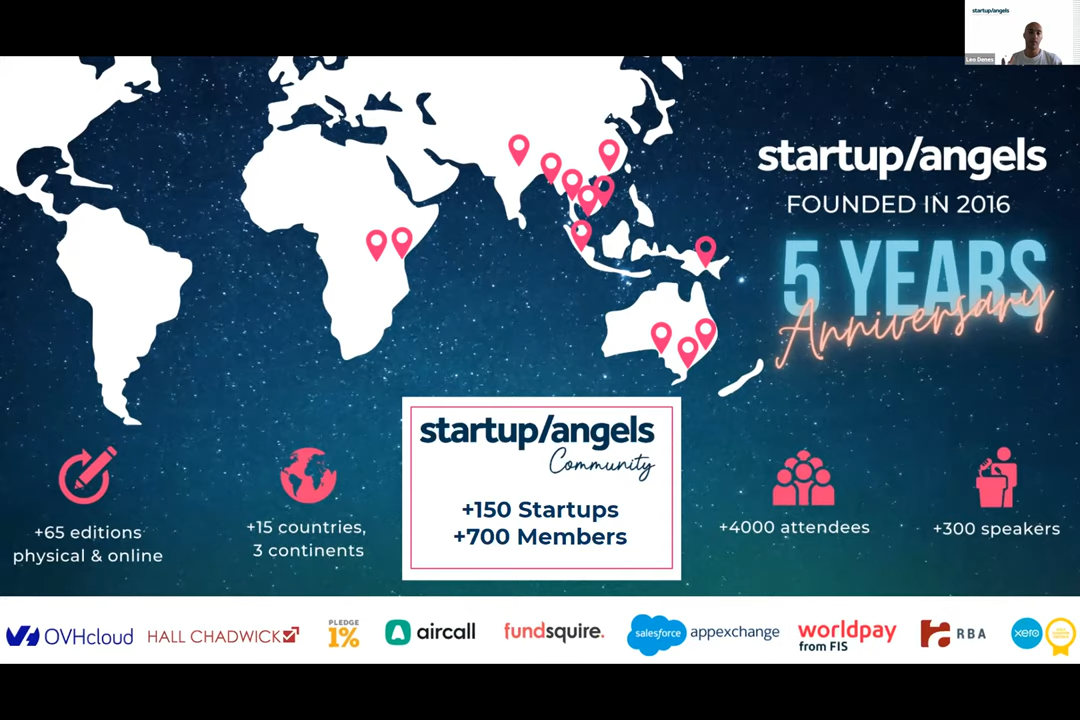 startup/angels
Leo Denes
startup/angels
FOUNDED IN 2016
5 YEARS
Anniversary
startup/angels
Community
+150 Startups
+700 Members
+65 editions
physical & online
+15 countries,
3 continents
+4000 attendees
+300 speakers
OVHcloud
HALL CHADWICK
PLEDGE
1%
aircall
fundsquire.
salesforce appexchange
worldpay
from FIS
RBA
xero